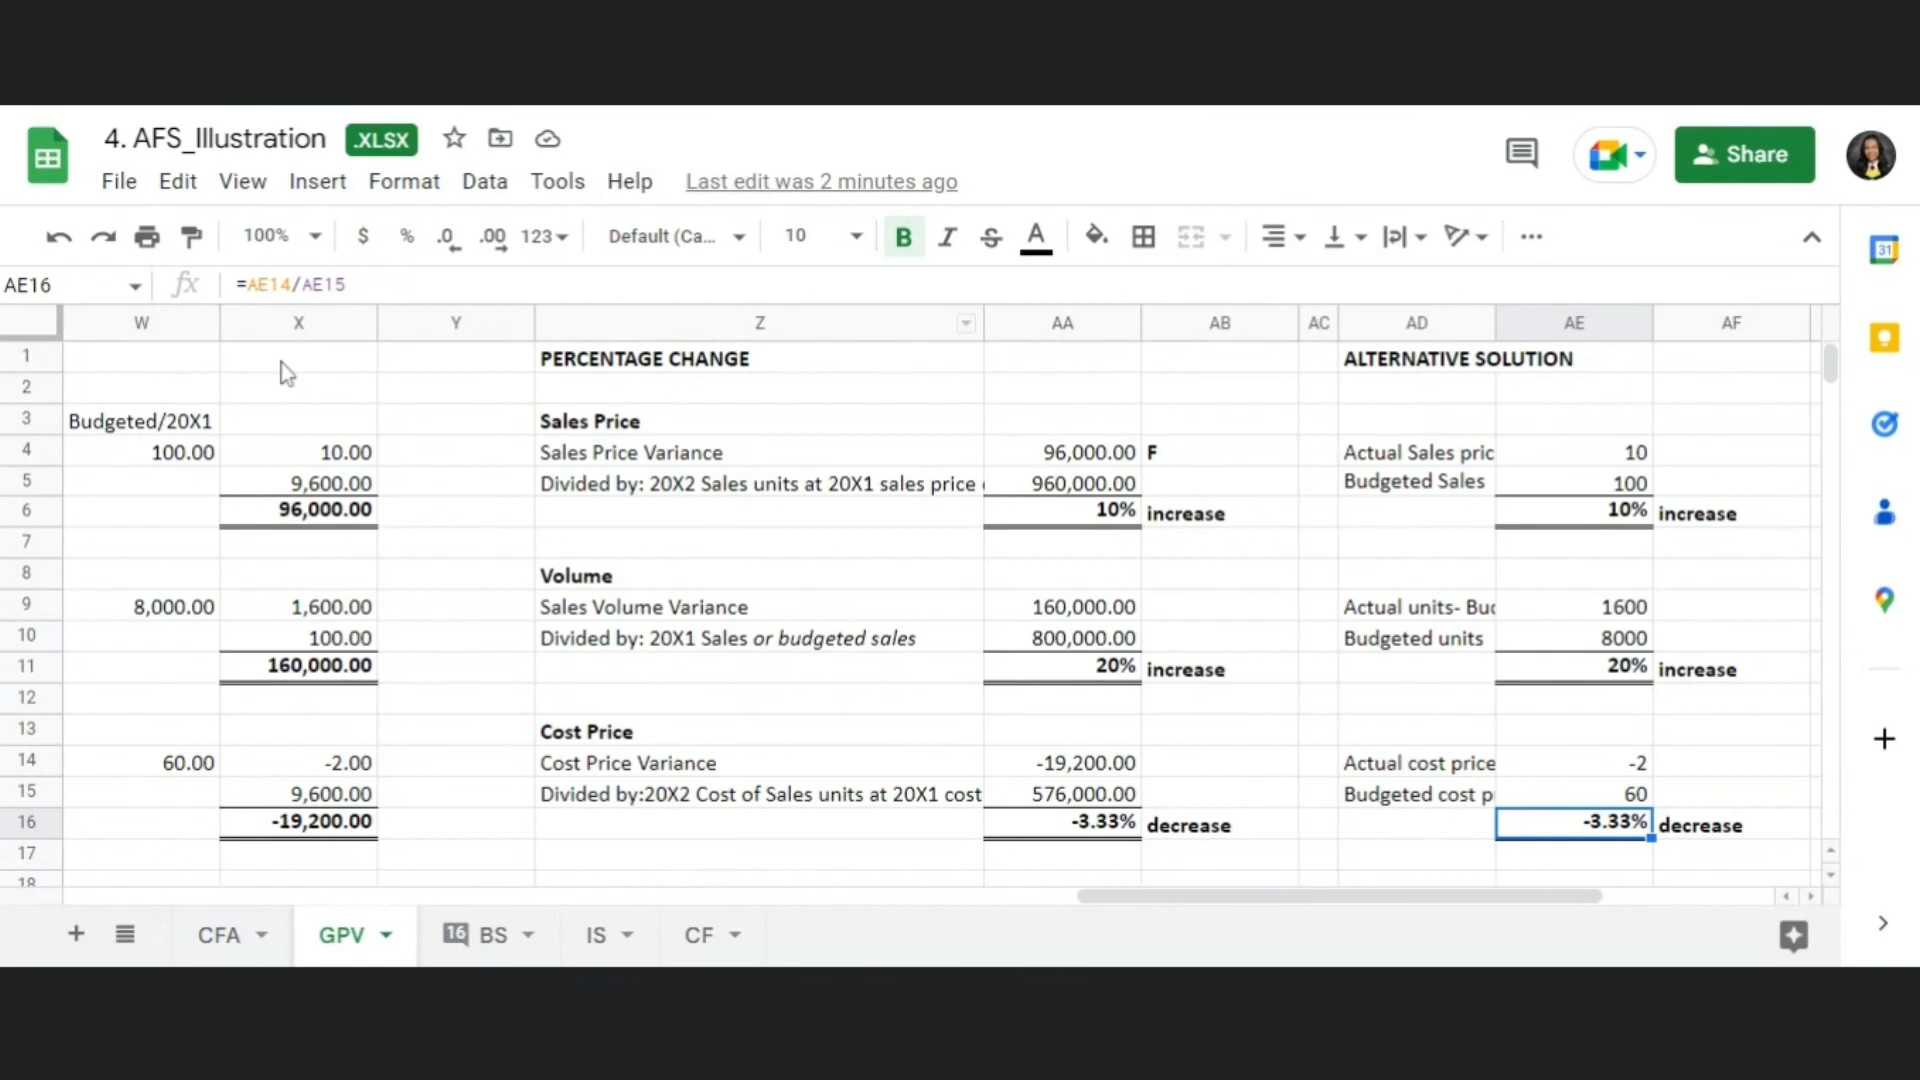 4. AFS_Illustration .XLSX
Share
File Edit View Insert Format Data Tools Help Last edit was 2 minutes ago
100% $ % .0 .00 123 Default (Ca... 10 B I S A
31
AE16 fx =AE14/AE15
W X Y Z AA AB AC AD AE AF
1 PERCENTAGE CHANGE ALTERNATIVE SOLUTION
2
3 Budgeted/20X1 Sales Price
4 100.00 10.00 Sales Price Variance 96,000.00 F Actual Sales pric 10
5 9,600.00 Divided by: 20X2 Sales units at 20X1 sales price 960,000.00 Budgeted Sales 100
6 96,000.00 10% increase 10% increase
7
8 Volume
9 8,000.00 1,600.00 Sales Volume Variance 160,000.00 Actual units- Bud 1600
10 100.00 Divided by: 20X1 Sales or budgeted sales 800,000.00 Budgeted units 8000
11 160,000.00 20% increase 20% increase
12
13 Cost Price
14 60.00 -2.00 Cost Price Variance -19,200.00 Actual cost price -2
15 9,600.00 Divided by:20X2 Cost of Sales units at 20X1 cost 576,000.00 Budgeted cost p 60
16 -19,200.00 -3.33% decrease -3.33% decrease
17
18
+ CFA GPV 16 BS IS CF